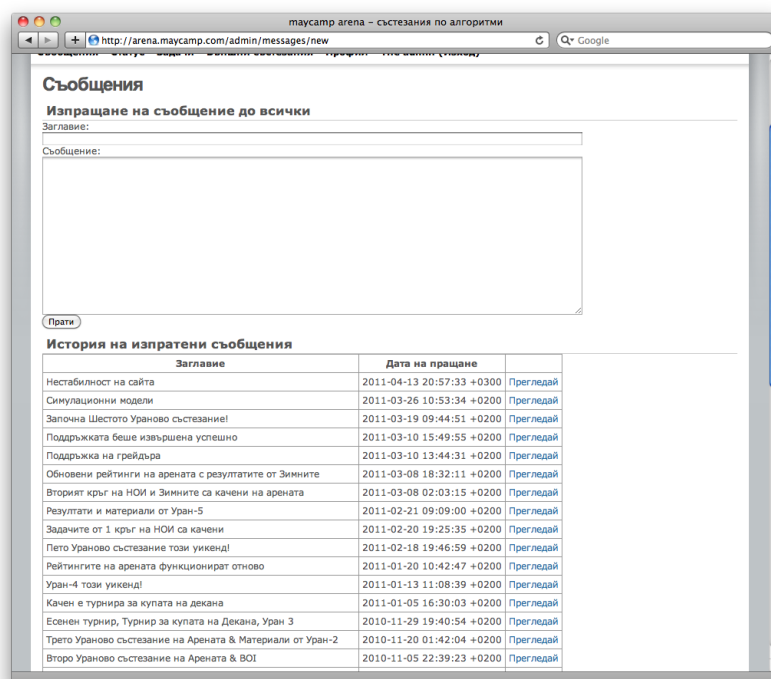 maycamp arena – състезания по алгоритми
http://arena.maycamp.com/admin/messages/new
Google
Съобщения
Изпращане на съобщение до всички
Заглавие:
Съобщение:
Прати
История на изпратени съобщения
Заглавие Дата на пращане
Нестабилност на сайта 2011-04-13 20:57:33 +0300 Прегледай
Симулационни модели 2011-03-26 10:53:34 +0200 Прегледай
Започна Шестото Ураново състезание! 2011-03-19 09:44:51 +0200 Прегледай
Поддръжката беше извършена успешно 2011-03-10 15:49:55 +0200 Прегледай
Поддръжка на грейдъра 2011-03-10 13:44:31 +0200 Прегледай
Обновени рейтинги на арената с резултатите от Зимните 2011-03-08 18:32:11 +0200 Прегледай
Вторият кръг на НОИ и Зимните са качени на арената 2011-03-08 02:03:15 +0200 Прегледай
Резултати и материали от Уран-5 2011-02-21 09:09:00 +0200 Прегледай
Задачите от 1 кръг на НОИ са качени 2011-02-20 19:25:35 +0200 Прегледай
Пето Ураново състезание този уикенд! 2011-02-18 19:46:59 +0200 Прегледай
Рейтингите на арената функционират отново 2011-01-20 10:42:47 +0200 Прегледай
Уран-4 този уикенд! 2011-01-13 11:08:39 +0200 Прегледай
Качен е турнира за купата на декана 2011-01-05 16:30:03 +0200 Прегледай
Есенен турнир, Турнир за купата на Декана, Уран 3 2010-11-29 19:40:54 +0200 Прегледай
Трето Ураново състезание на Арената & Материали от Уран-2 2010-11-20 01:42:04 +0200 Прегледай
Второ Ураново състезание на Арената & BOI 2010-11-05 22:39:23 +0200 Прегледай